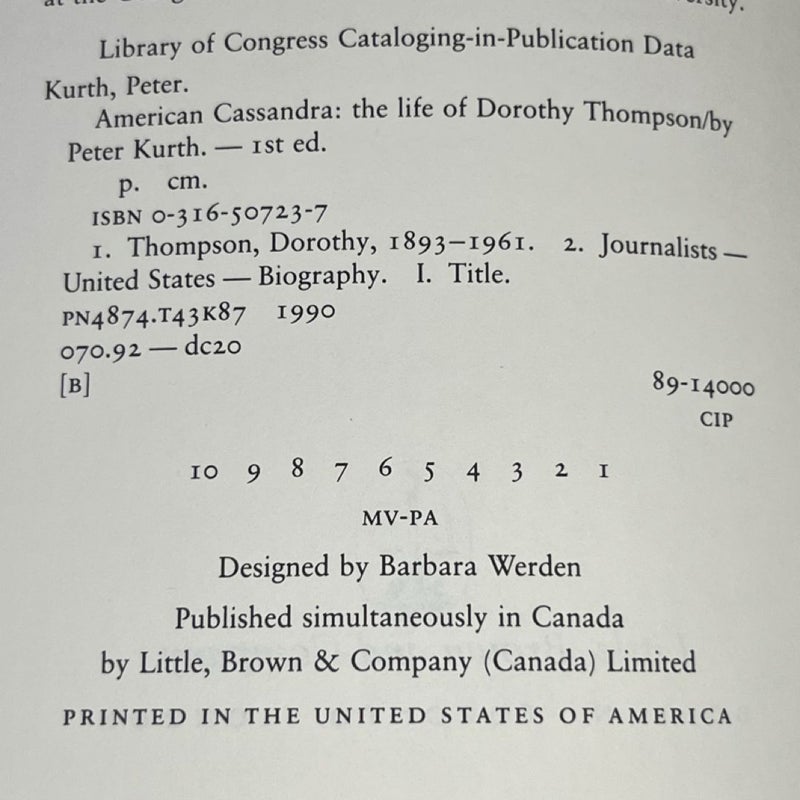 Library of Congress Cataloging-in-Publication Data
Kurth, Peter.
American Cassandra: the life of Dorothy Thompson/by
Peter Kurth. — 1st ed.
p. cm.
ISBN 0-316-50723-7
1. Thompson, Dorothy, 1893–1961. 2. Journalists —
United States — Biography. I. Title.
PN4874.T43K87 1990
070.92 — dc20
[B] 89-14000
CIP
10 9 8 7 6 5 4 3 2 1
MV-PA
Designed by Barbara Werden
Published simultaneously in Canada
by Little, Brown & Company (Canada) Limited
PRINTED IN THE UNITED STATES OF AMERICA